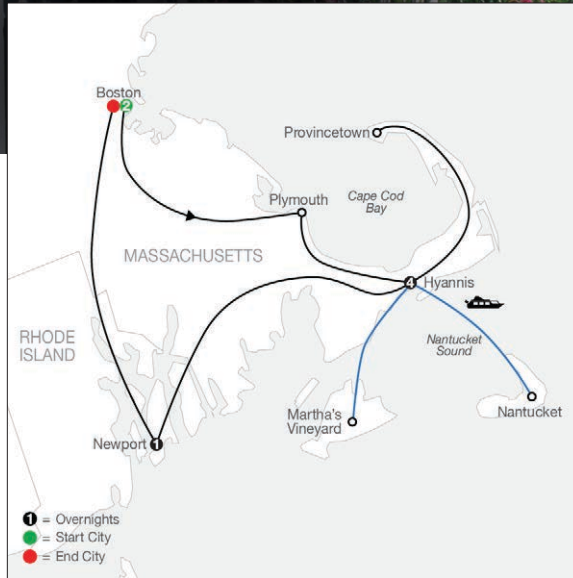 Boston
2
Provincetown
Plymouth
Cape Cod
Bay
MASSACHUSETTS
4 Hyannis
RHODE
ISLAND
Nantucket
Sound
Martha's
Vineyard
Nantucket
Newport 1
1 = Overnights
= Start City
= End City